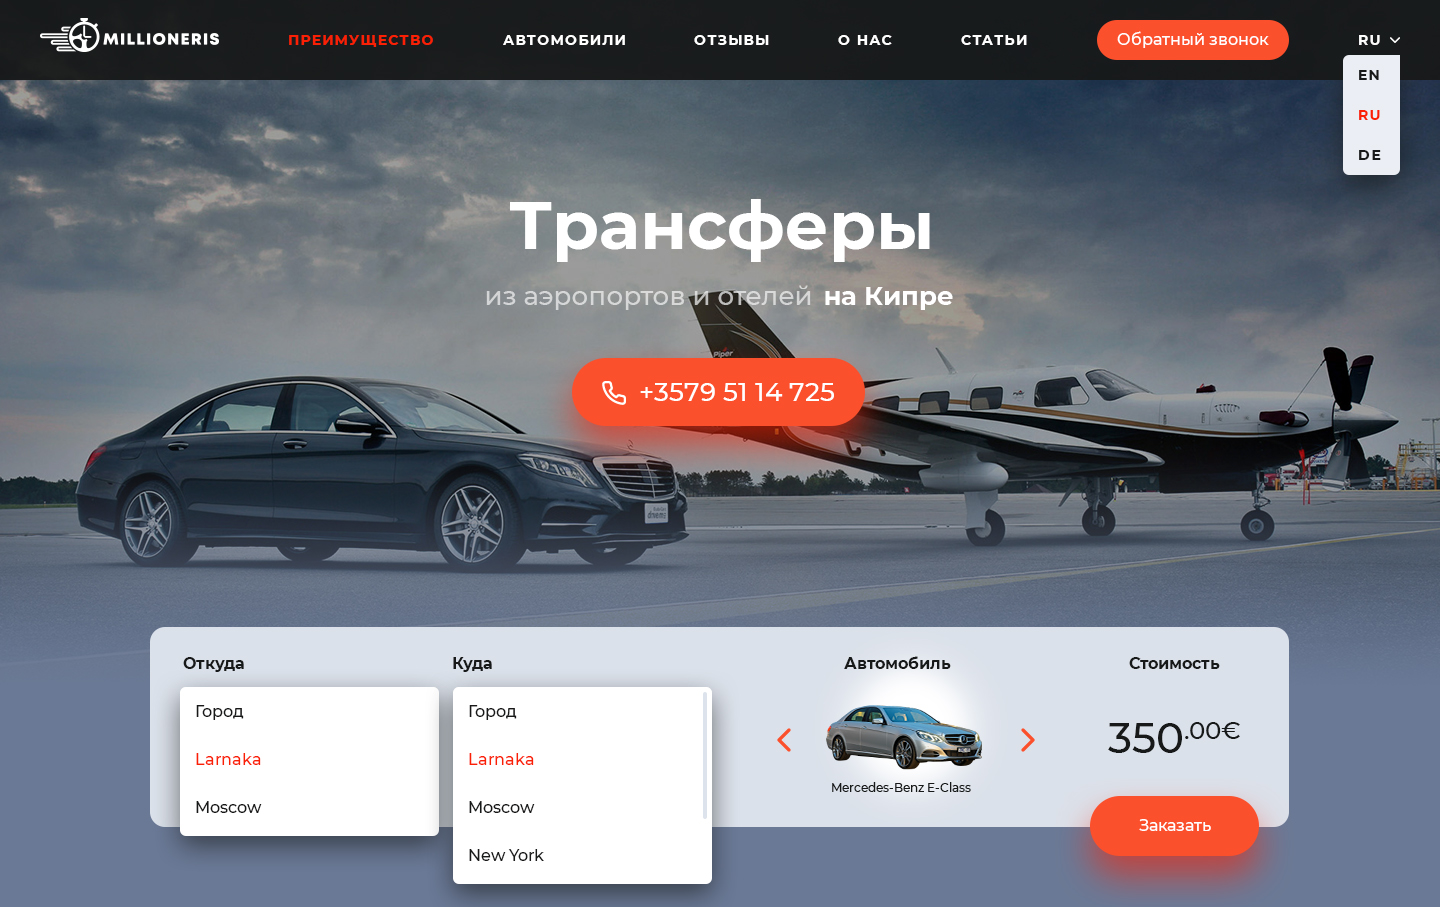 MILLIONERIS
ПРЕИМУЩЕСТВО
АВТОМОБИЛИ
ОТЗЫВЫ
О НАС
СТАТЬИ
Обратный звонок
RU
EN
RU
DE
Трансферы
из аэропортов и отелей на Кипре
Piper
+3579 51 14 725
Откуда
Куда
Автомобиль
Стоимость
Город
Larnaka
Moscow
Город
Larnaka
Moscow
New York
Mercedes-Benz E-Class
350.00€
Заказать